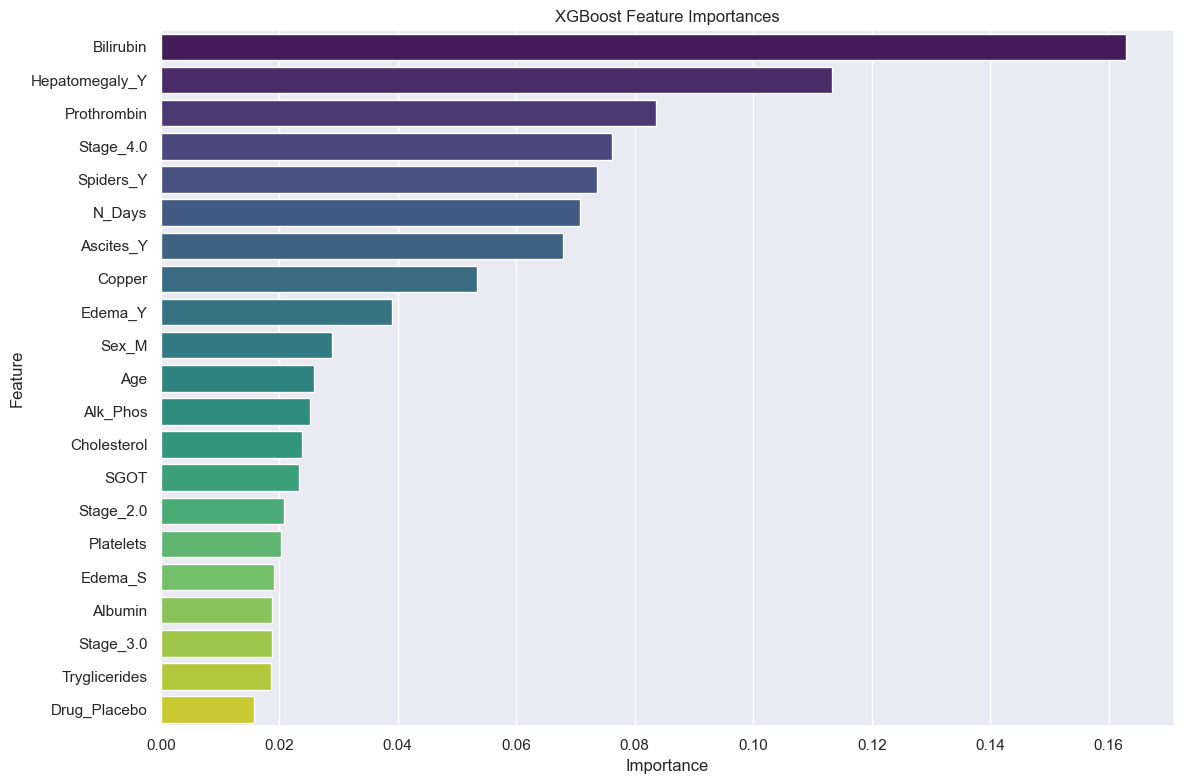 XGBoost Feature Importances
Feature
Bilirubin
Hepatomegaly_Y
Prothrombin
Stage_4.0
Spiders_Y
N_Days
Ascites_Y
Copper
Edema_Y
Sex_M
Age
Alk_Phos
Cholesterol
SGOT
Stage_2.0
Platelets
Edema_S
Albumin
Stage_3.0
Tryglicerides
Drug_Placebo
0.00 0.02 0.04 0.06 0.08 0.10 0.12 0.14 0.16
Importance